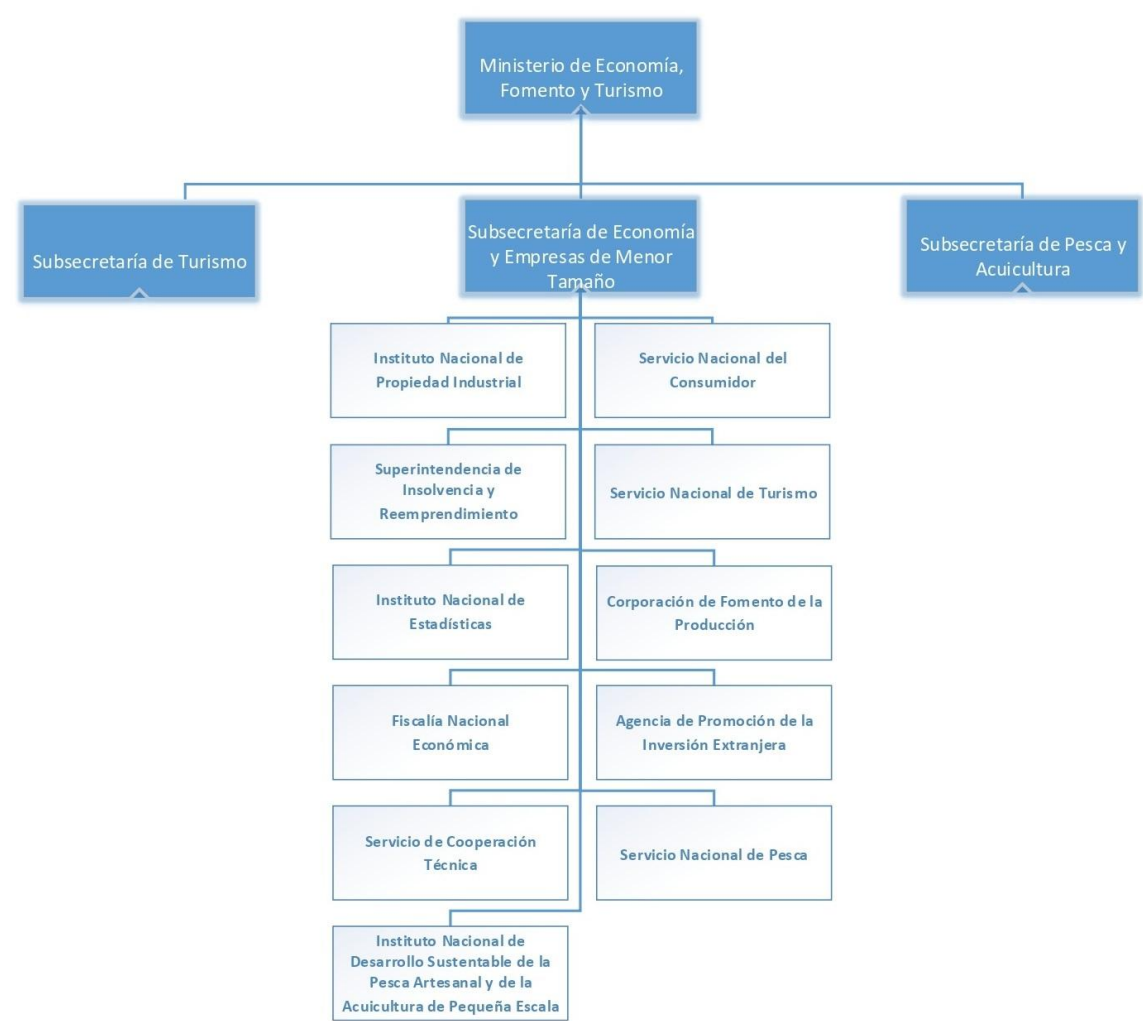 Ministerio de Economía,
Fomento y Turismo
Subsecretaría de Turismo
Subsecretaría de Economía
y Empresas de Menor
Tamaño
Subsecretaría de Pesca y
Acuicultura
Instituto Nacional de
Propiedad Industrial
Servicio Nacional del
Consumidor
Superintendencia de
Insolvencia y
Reemprendimiento
Servicio Nacional de Turismo
Instituto Nacional de
Estadísticas
Corporación de Fomento de la
Producción
Fiscalía Nacional
Económica
Agencia de Promoción de la
Inversión Extranjera
Servicio de Cooperación
Técnica
Servicio Nacional de Pesca
Instituto Nacional de
Desarrollo Sustentable de la
Pesca Artesanal y de la
Acuicultura de Pequeña Escala